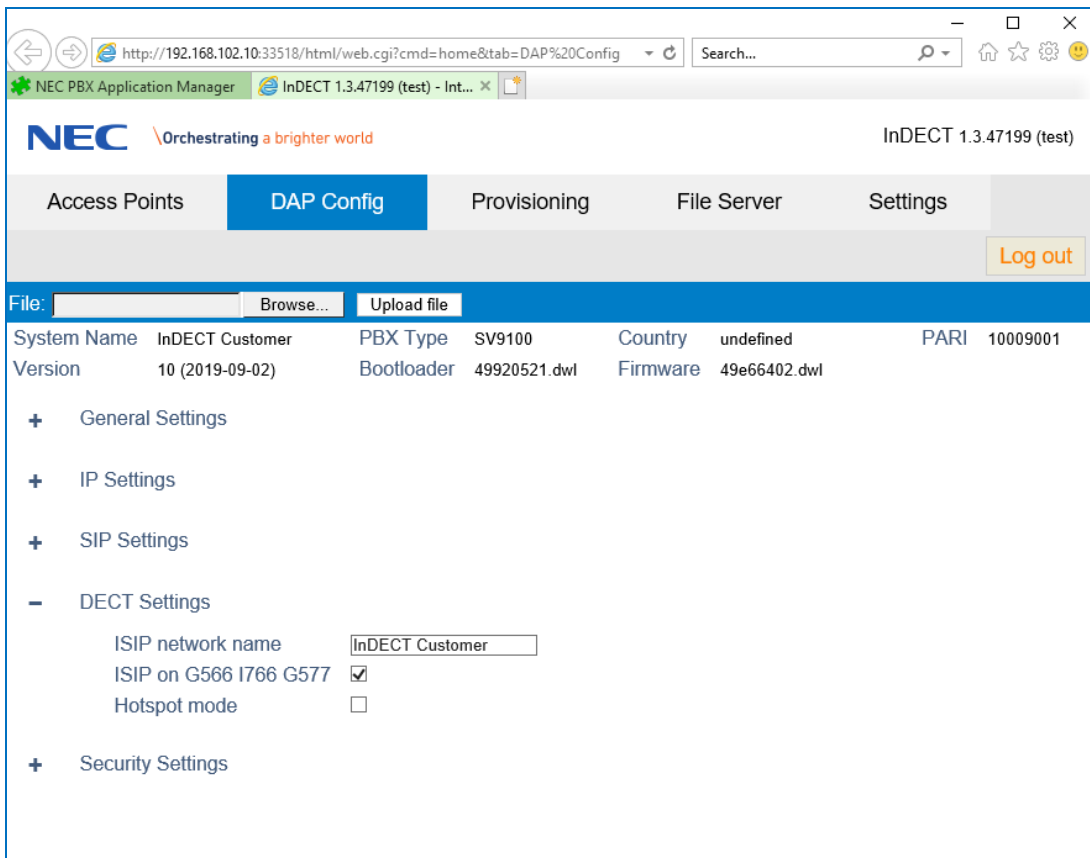 http://192.168.102.10:33518/html/web.cgi?cmd=home&tab=DAP%20Config Search...
NEC PBX Application Manager InDECT 1.3.47199 (test) - Int...
NEC \Orchestrating a brighter world InDECT 1.3.47199 (test)
Access Points DAP Config Provisioning File Server Settings
Log out
File: Browse... Upload file
System Name InDECT Customer PBX Type SV9100 Country undefined PARI 10009001
Version 10 (2019-09-02) Bootloader 49920521.dwl Firmware 49e66402.dwl
+ General Settings
+ IP Settings
+ SIP Settings
− DECT Settings
ISIP network name InDECT Customer
ISIP on G566 I766 G577
Hotspot mode
+ Security Settings